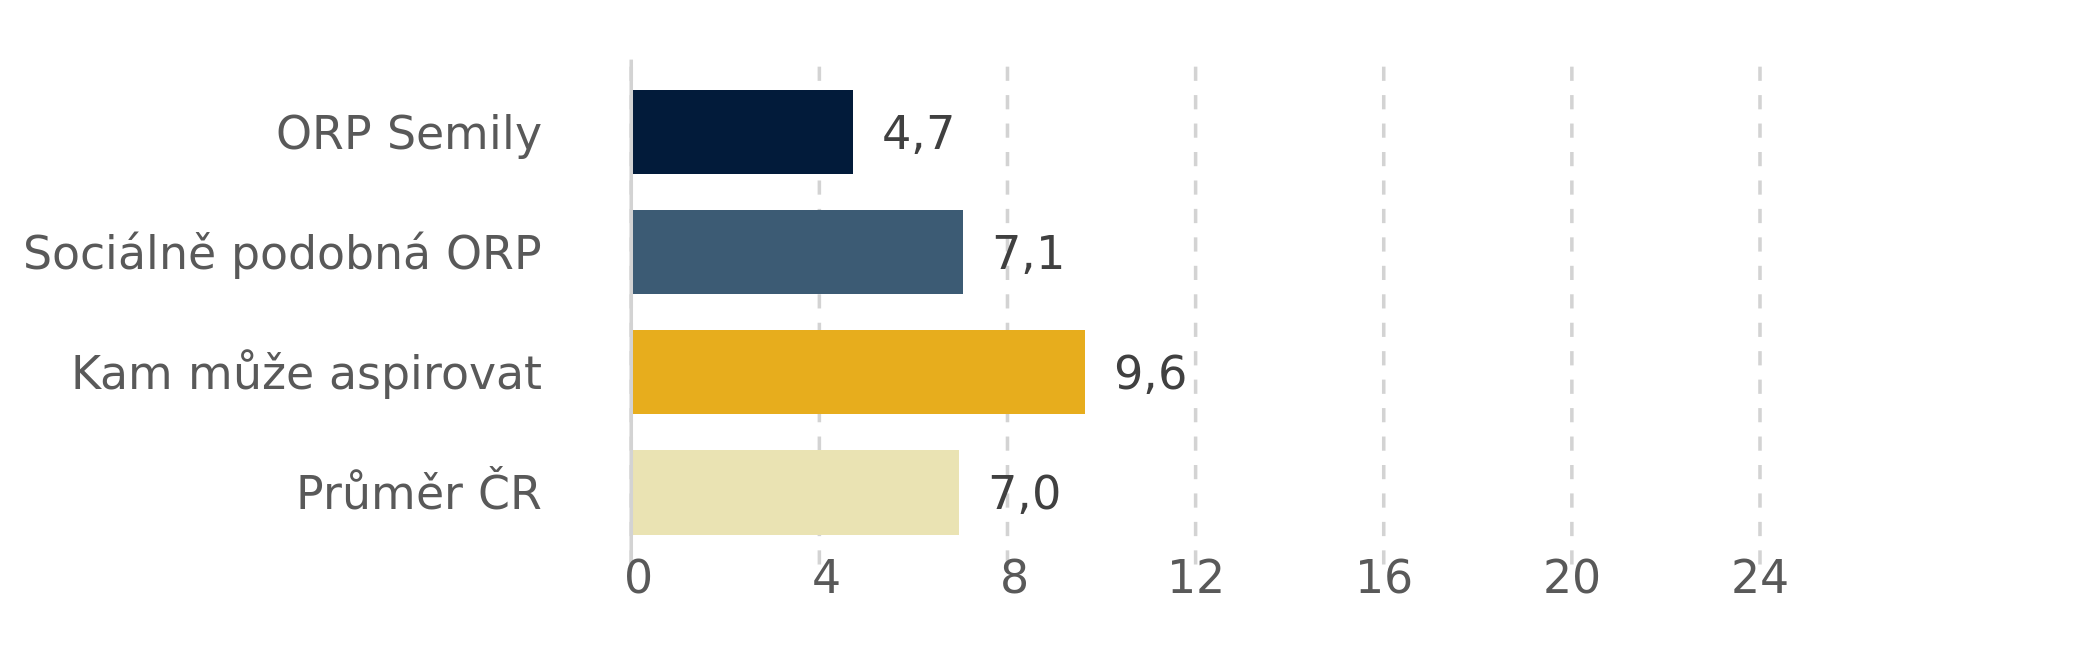 ORP Semily 4,7
Sociálně podobná ORP 7,1
Kam může aspirovat 9,6
Průměr ČR 7,0
0 4 8 12 16 20 24